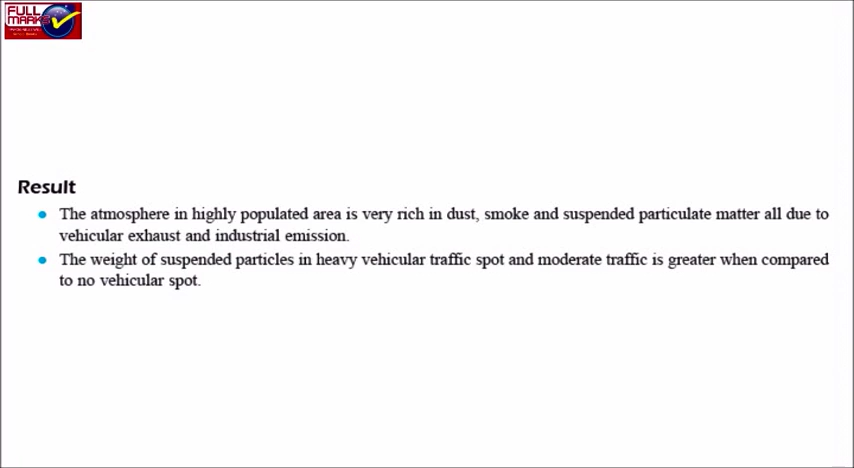 FULL
MARKS
Result
The atmosphere in highly populated area is very rich in dust, smoke and suspended particulate matter all due to
vehicular exhaust and industrial emission.
The weight of suspended particles in heavy vehicular traffic spot and moderate traffic is greater when compared
to no vehicular spot.